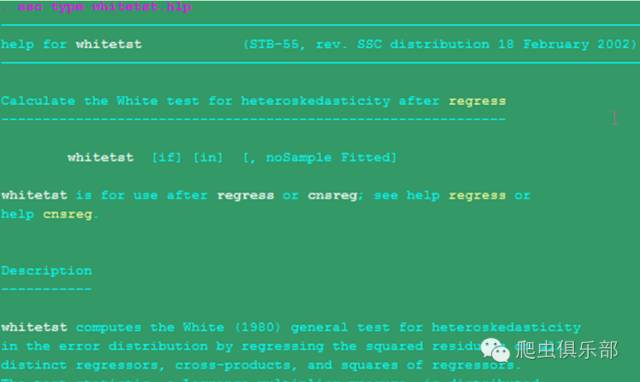 . ssc type whitetst.hlp
help for whitetst (STB-55, rev. SSC distribution 18 February 2002)
Calculate the White test for heteroskedasticity after regress
whitetst [if] [in] [, noSample Fitted]
whitetst is for use after regress or cnsreg; see help regress or
help cnsreg.
Description
-----------
whitetst computes the White (1980) general test for heteroskedasticity
in the error distribution by regressing the squared
distinct regressors, cross-products, and squares of regressors.
爬虫俱乐部